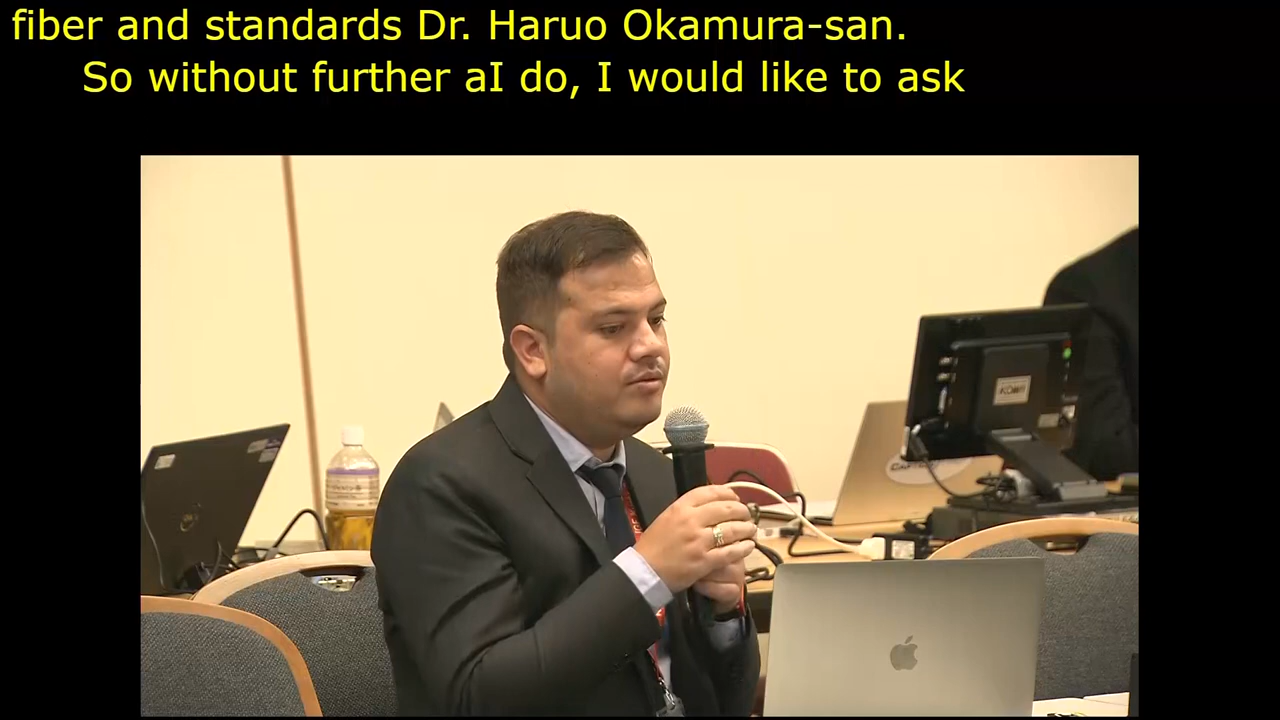 fiber and standards Dr. Haruo Okamura-san.
So without further aI do, I would like to ask